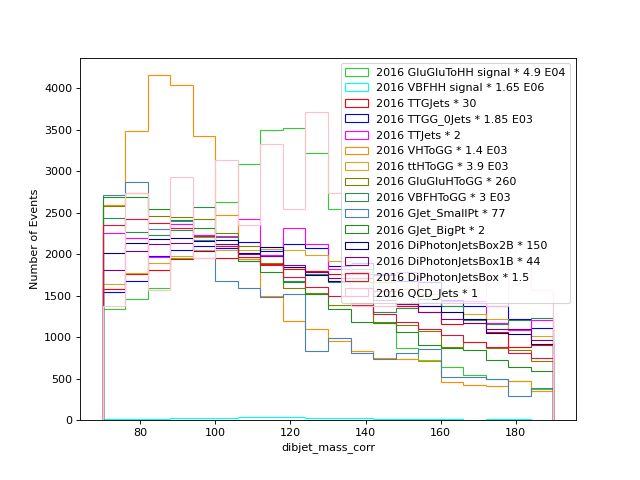 4000
3500
3000
2500
2000
1500
1000
500
0
Number of Events
80
100
120
140
160
180
dibjet_mass_corr
2016 GluGluToHH signal * 4.9 E04
2016 VBFHH signal * 1.65 E06
2016 TTGJets * 30
2016 TTGG_0Jets * 1.85 E03
2016 TTJets * 2
2016 VHToGG * 1.4 E03
2016 ttHToGG * 3.9 E03
2016 GluGluHToGG * 260
2016 VBFHToGG * 3 E03
2016 GJet_SmallPt * 77
2016 GJet_BigPt * 2
2016 DiPhotonJetsBox2B * 150
2016 DiPhotonJetsBox1B * 44
2016 DiPhotonJetsBox * 1.5
2016 QCD_Jets * 1